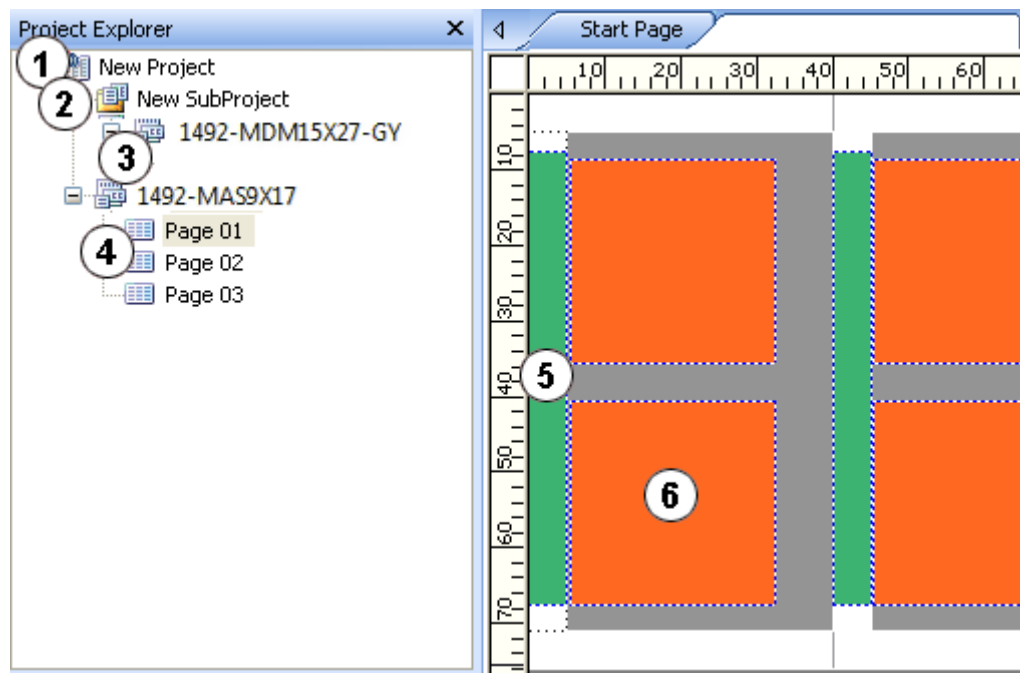 Project Explorer
1 New Project
2 New SubProject
1492-MDM15X27-GY
3
1492-MAS9X17
Page 01
4
Page 02
Page 03
Start Page
10 20 30 40 50 60
10
20
30
40
5
50
6
60
70